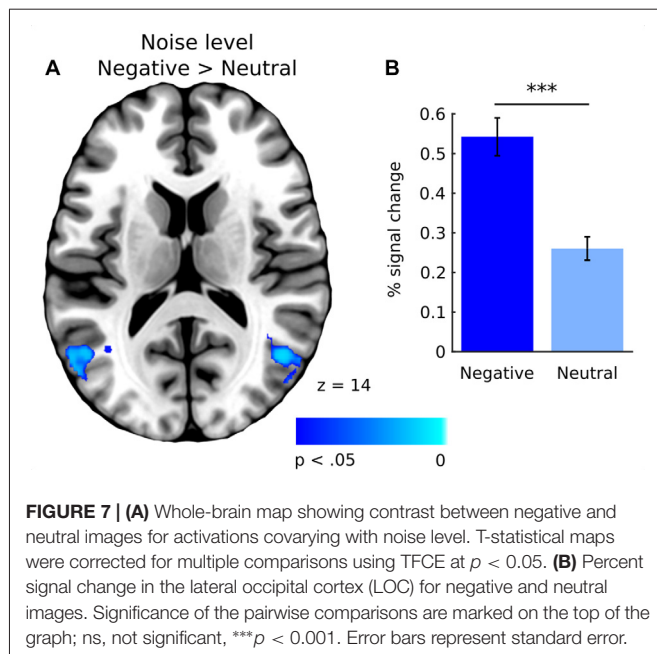 Noise level
A Negative > Neutral
z = 14
p < .05 0
B
***
% signal change
0.6
0.5
0.4
0.3
0.2
0.1
0
Negative Neutral
FIGURE 7 | (A) Whole-brain map showing contrast between negative and
neutral images for activations covarying with noise level. T-statistical maps
were corrected for multiple comparisons using TFCE at p < 0.05. (B) Percent
signal change in the lateral occipital cortex (LOC) for negative and neutral
images. Significance of the pairwise comparisons are marked on the top of the
graph; ns, not significant, ***p < 0.001. Error bars represent standard error.